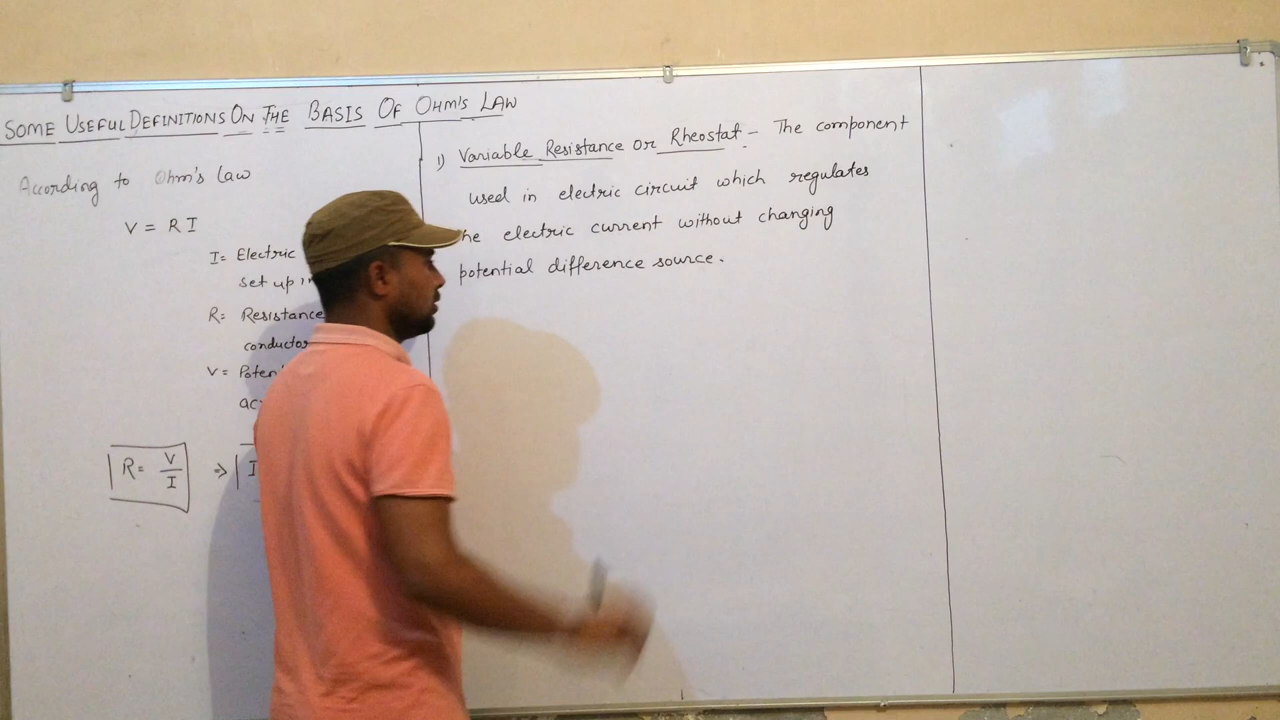 SOME USEFUL DEFINITIONS ON THE BASIS OF OHM'S LAW
According to Ohm's law
V = R I
I = Electric
set up in
R = Resistance
conductor
V = Poten
ac
R = V/I ⇒ I
1) Variable Resistance or Rheostat - The component
used in electric circuit which regulates
he electric current without changing
potential difference source.